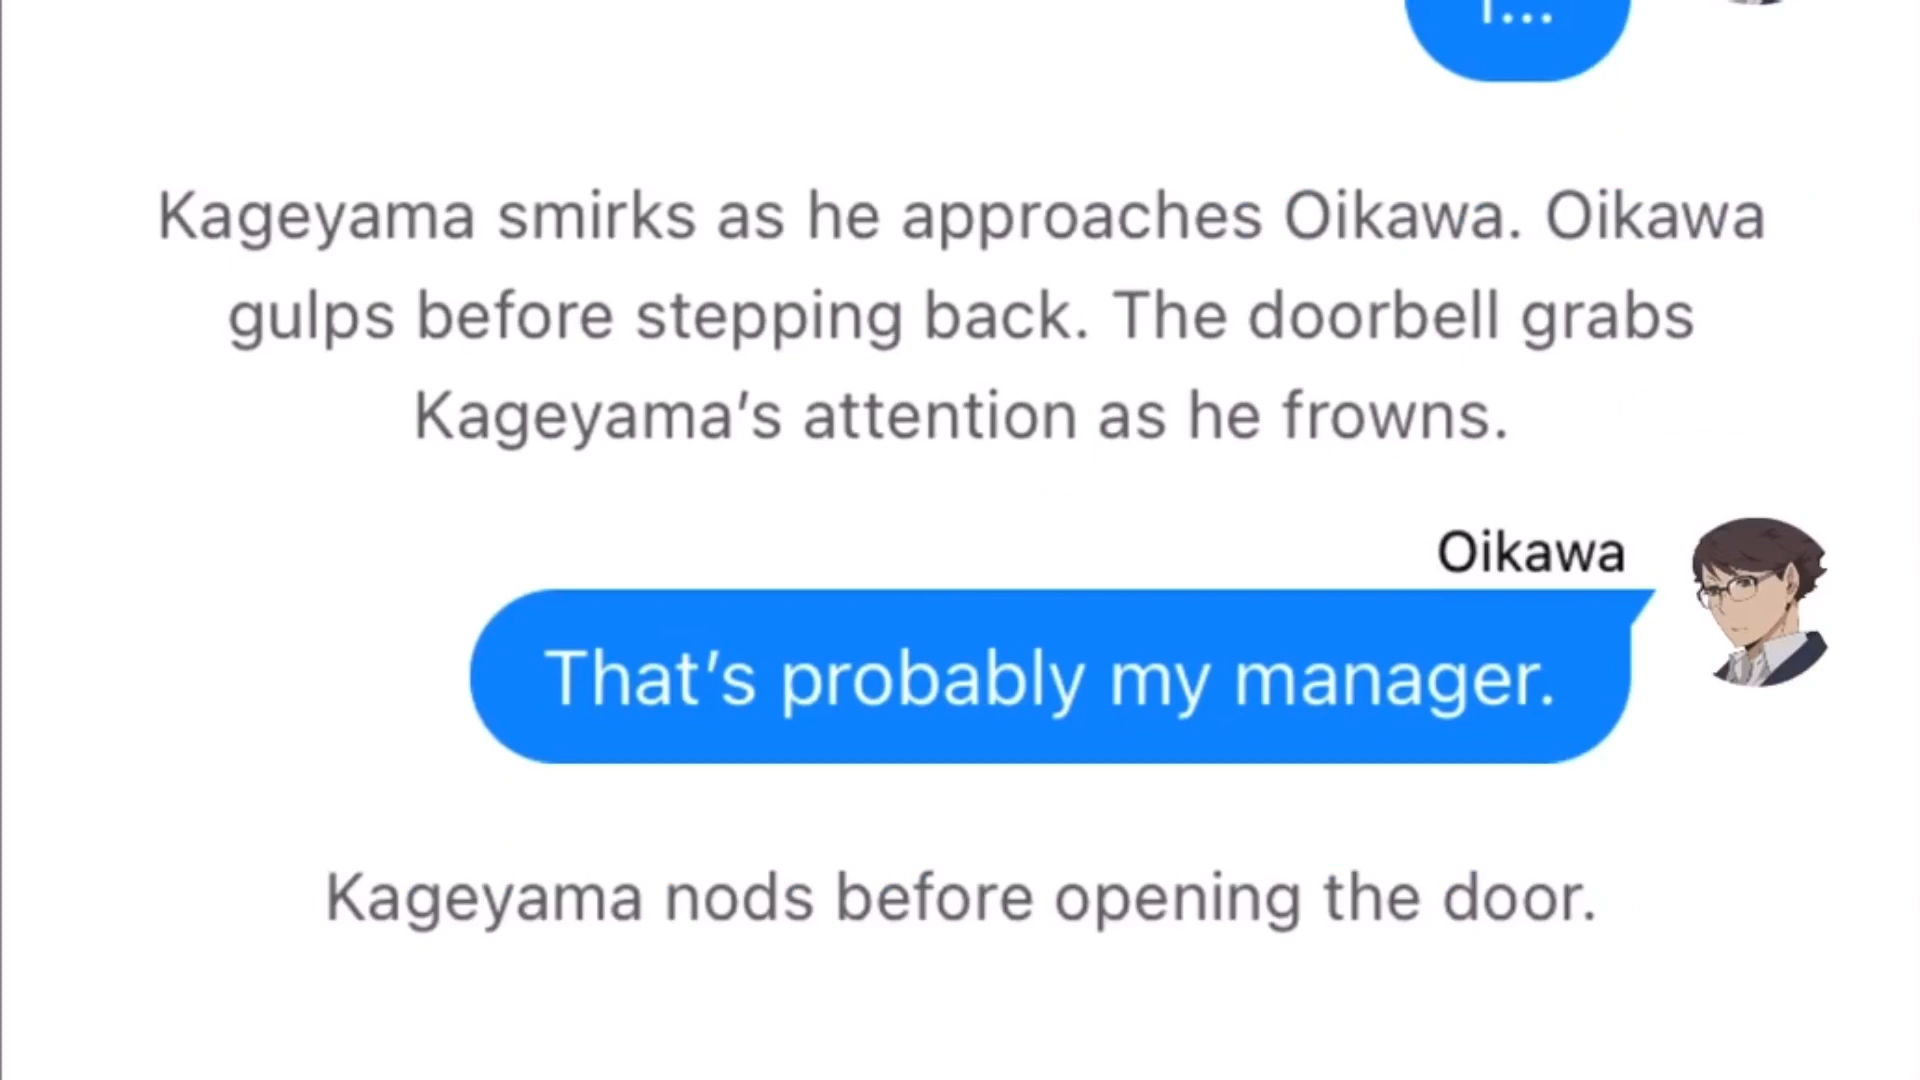 I...
Kageyama smirks as he approaches Oikawa. Oikawa
gulps before stepping back. The doorbell grabs
Kageyama’s attention as he frowns.
Oikawa
That’s probably my manager.
Kageyama nods before opening the door.